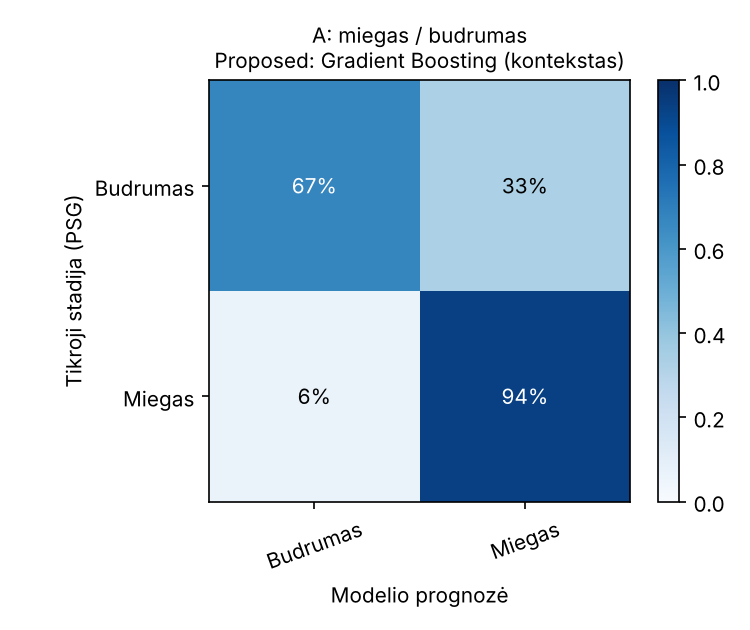 A: miegas / budrumas
Proposed: Gradient Boosting (kontekstas)
Tikroji stadija (PSG)
Budrumas
67%
33%
Miegas
6%
94%
Budrumas
Miegas
Modelio prognozė
1.0
0.8
0.6
0.4
0.2
0.0